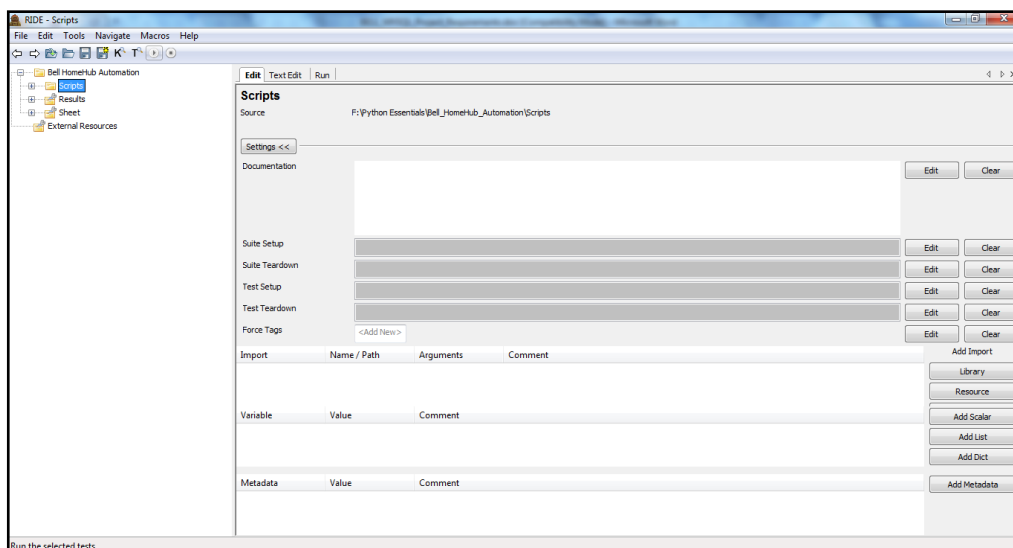 RIDE - Scripts
File Edit Tools Navigate Macros Help
Bell HomeHub Automation
Scripts
Results
Sheet
External Resources
Edit Text Edit Run
Scripts
Source F:\Python Essentials\Bell_HomeHub_Automation\Scripts
Settings <<
Documentation Edit Clear
Suite Setup Edit Clear
Suite Teardown Edit Clear
Test Setup Edit Clear
Test Teardown Edit Clear
Force Tags <Add New> Edit Clear
Import Name / Path Arguments Comment Add Import
Library
Resource
Variable Value Comment Add Scalar
Add List
Add Dict
Metadata Value Comment Add Metadata
Run the selected tests